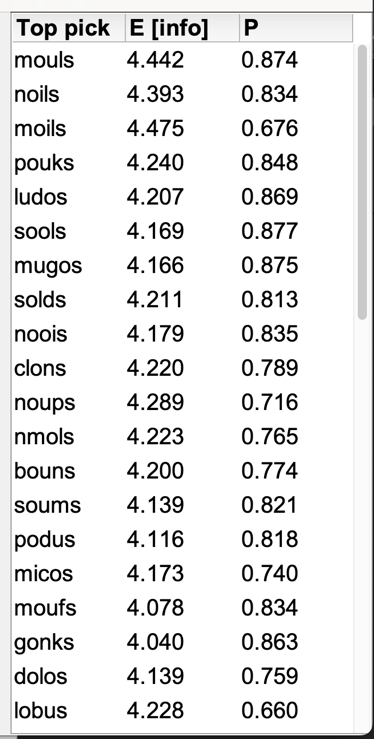 Top pick E [info] P
mouls 4.442 0.874
noils 4.393 0.834
moils 4.475 0.676
pouks 4.240 0.848
ludos 4.207 0.869
sools 4.169 0.877
mugos 4.166 0.875
solds 4.211 0.813
noois 4.179 0.835
clons 4.220 0.789
noups 4.289 0.716
nmols 4.223 0.765
bouns 4.200 0.774
soums 4.139 0.821
podus 4.116 0.818
micos 4.173 0.740
moufs 4.078 0.834
gonks 4.040 0.863
dolos 4.139 0.759
lobus 4.228 0.660